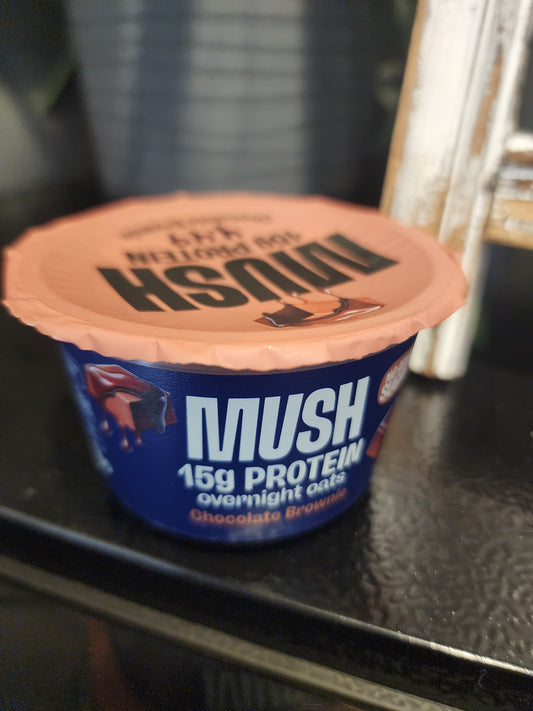 MUSH
15g PROTEIN
MUSH
15g PROTEIN
overnight oats
Chocolate Brownie